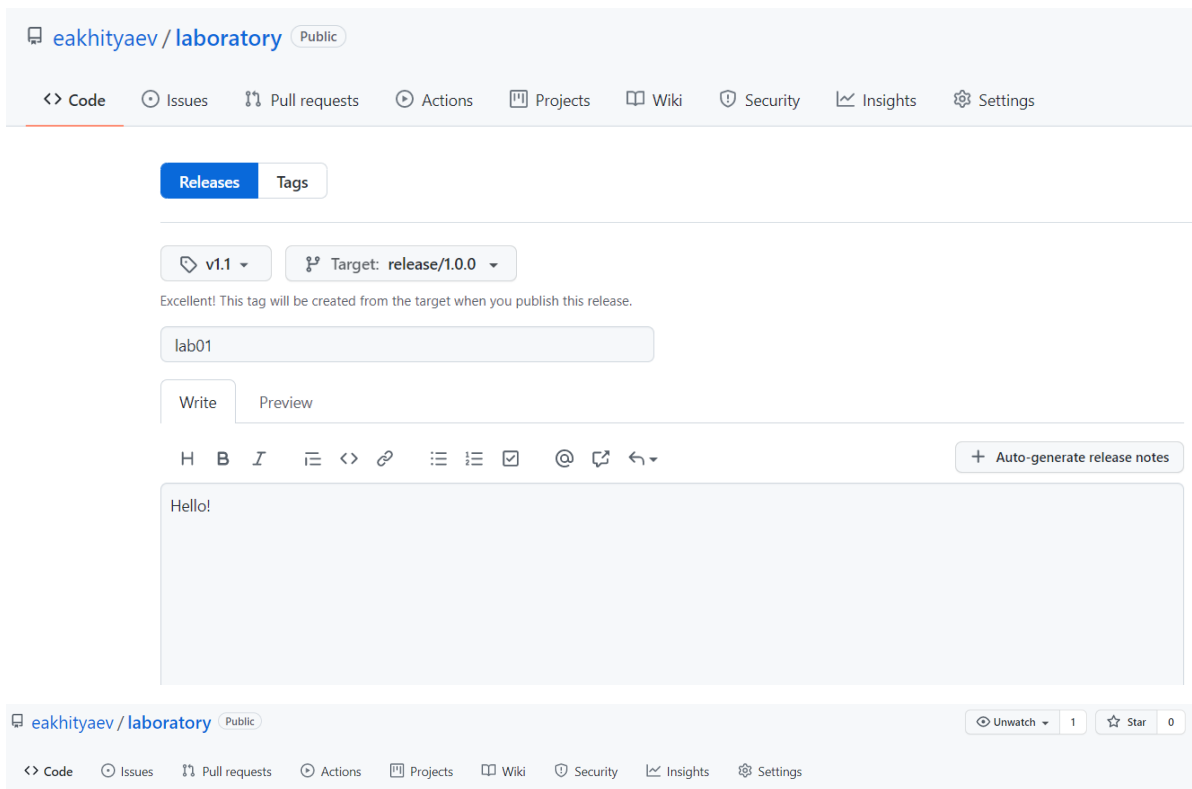 eakhityaev / laboratory Public
Code Issues Pull requests Actions Projects Wiki Security Insights Settings
Releases Tags
v1.1 Target: release/1.0.0
Excellent! This tag will be created from the target when you publish this release.
lab01
Write Preview
H B I @
Auto-generate release notes
Hello!
eakhityaev / laboratory Public Unwatch 1 Star 0
Code Issues Pull requests Actions Projects Wiki Security Insights Settings